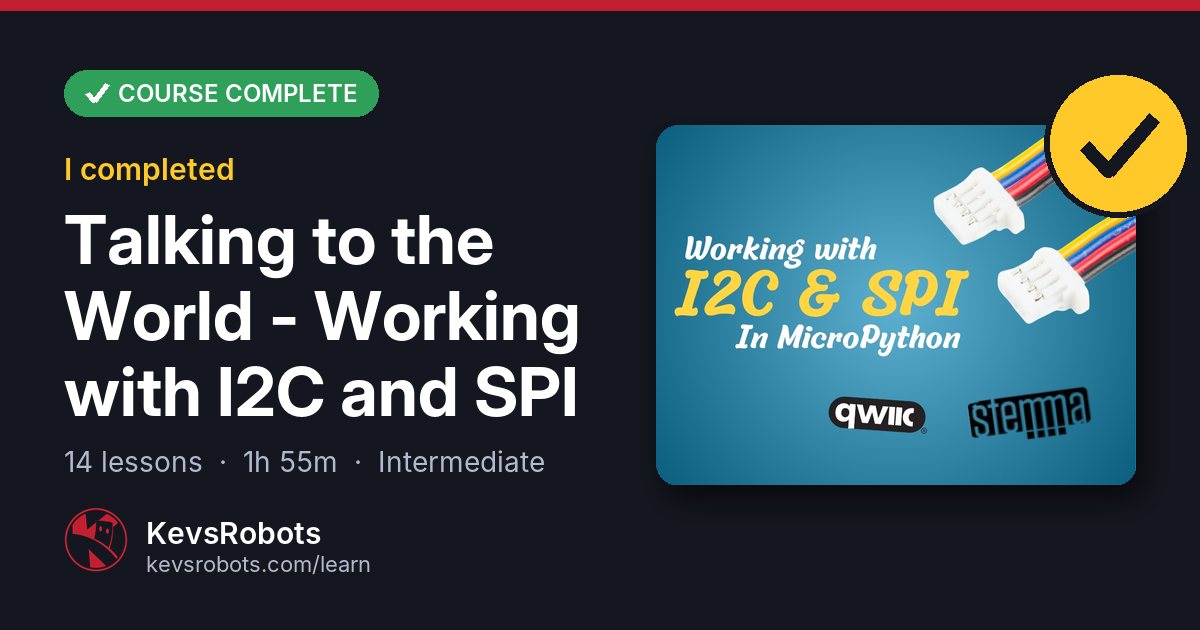 COURSE COMPLETE
I completed
Talking to the
World - Working
with I2C and SPI
14 lessons · 1h 55m · Intermediate
KevsRobots
kevsrobots.com/learn
Working with
I2C & SPI
In MicroPython
qwiic
stemma